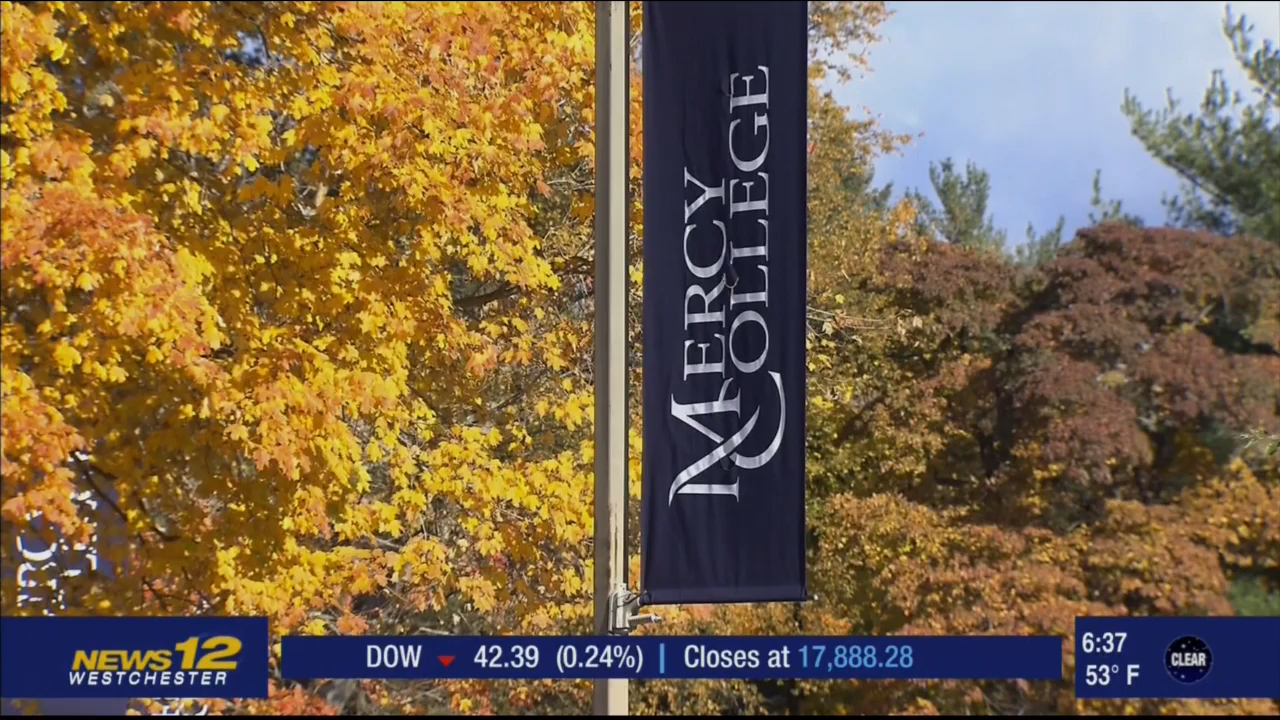 MERCY
COLLEGE
NEWS 12
WESTCHESTER
DOW 42.39 (0.24%) | Closes at 17,888.28
6:37
53° F
CLEAR